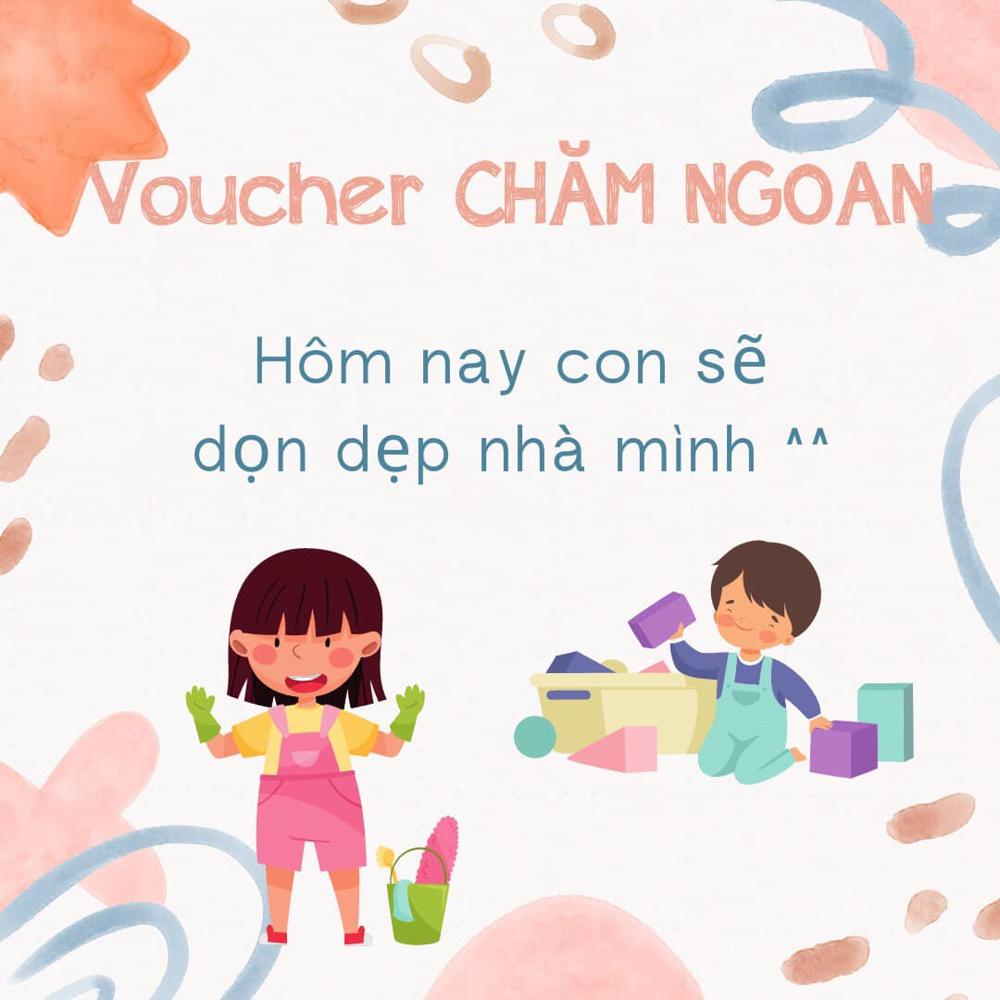 Voucher CHĂM NGOAN
Hôm nay con sẽ
dọn dẹp nhà mình ^^